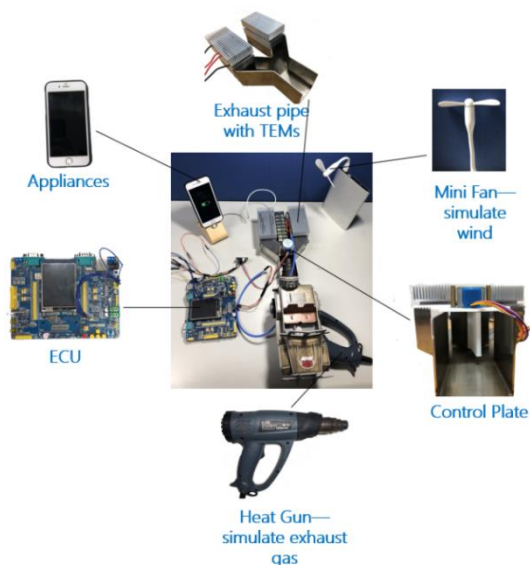 Exhaust pipe
with TEMs
Appliances
Mini Fan—
simulate
wind
ECU
Control Plate
Heat Gun—
simulate exhaust
gas